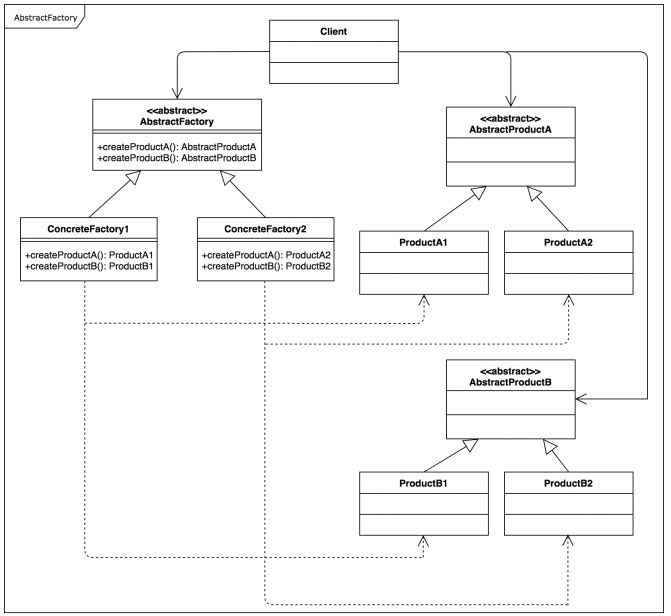 AbstractFactory
Client
<<abstract>>
AbstractFactory
+createProductA(): AbstractProductA
+createProductB(): AbstractProductB
<<abstract>>
AbstractProductA
ConcreteFactory1
+createProductA(): ProductA1
+createProductB(): ProductB1
ConcreteFactory2
+createProductA(): ProductA2
+createProductB(): ProductB2
ProductA1
ProductA2
<<abstract>>
AbstractProductB
ProductB1
ProductB2